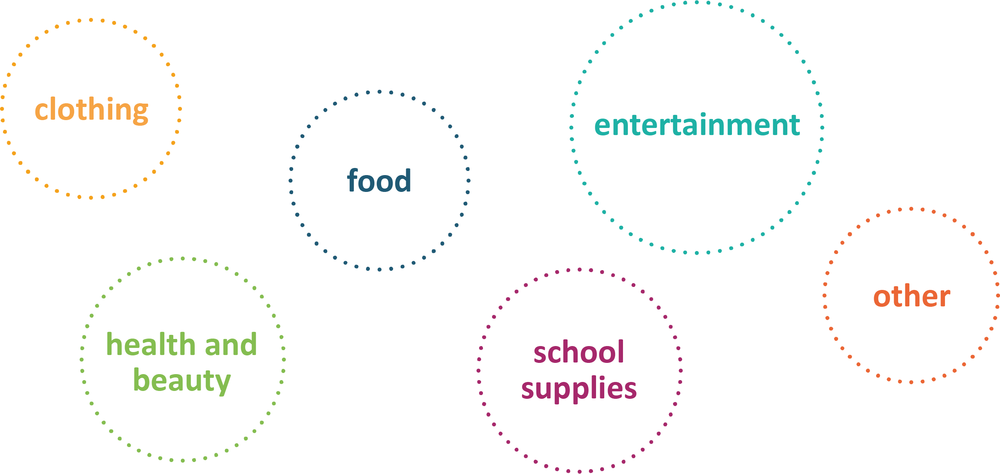 clothing
food
entertainment
health and
beauty
school
supplies
other